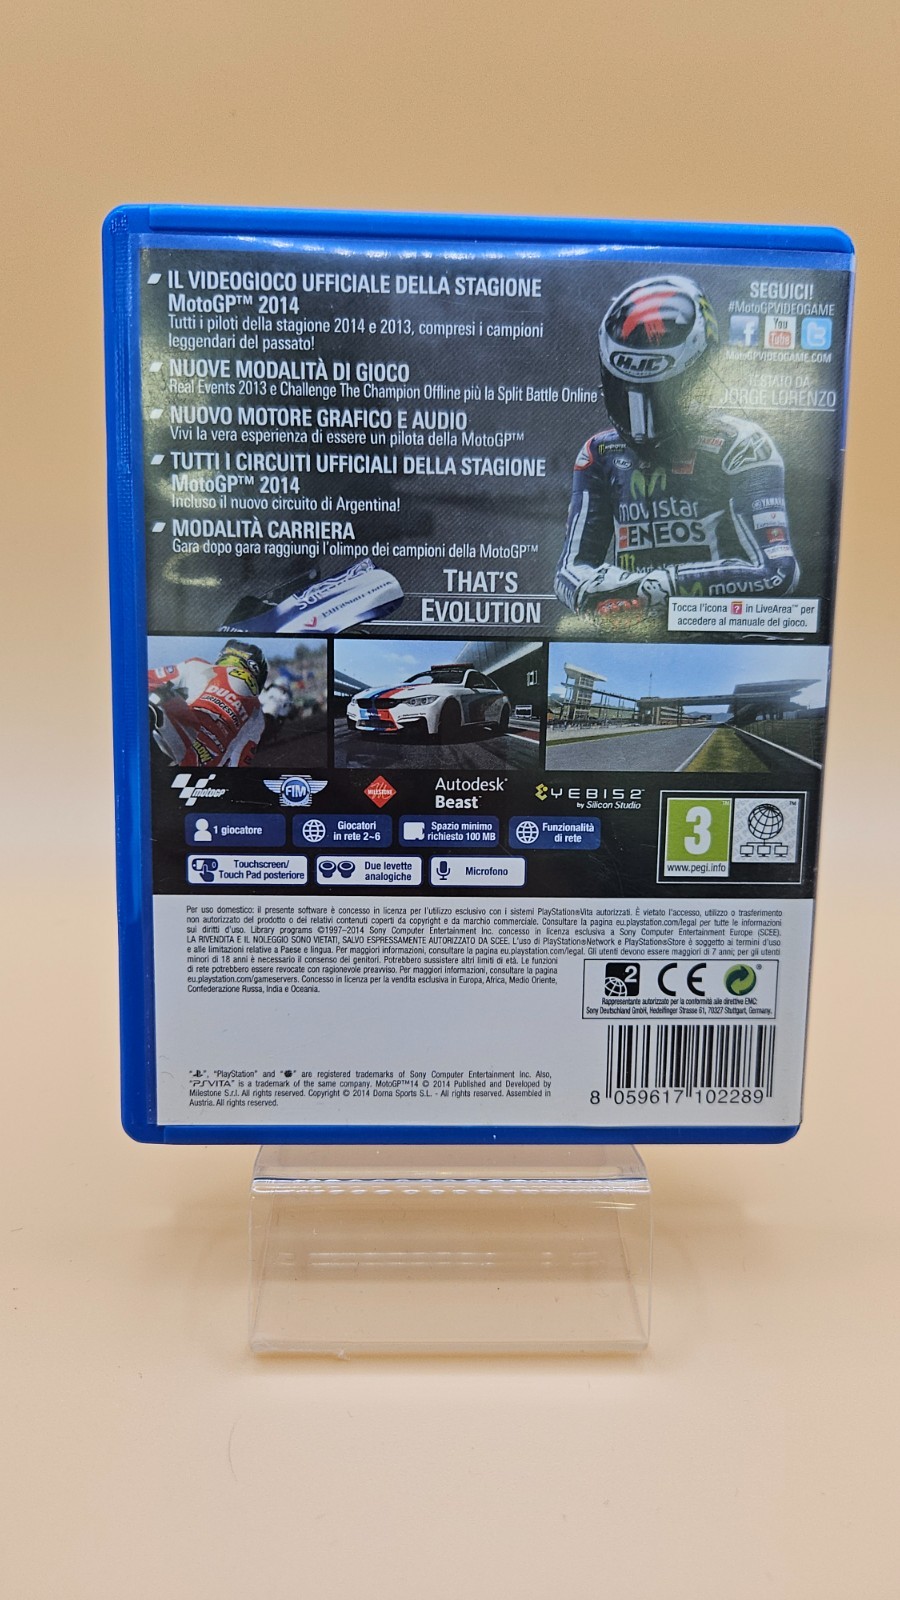 IL VIDEOGIOCO UFFICIALE DELLA STAGIONE
MotoGP™ 2014
Tutti i piloti della stagione 2014 e 2013, compresi i campioni
leggendari del passato!
NUOVE MODALITÀ DI GIOCO
Real Events 2013 e Challenge The Champion Offline più la Split Battle Online
NUOVO MOTORE GRAFICO E AUDIO
Vivi la vera esperienza di essere un pilota della MotoGP™
TUTTI I CIRCUITI UFFICIALI DELLA STAGIONE
MotoGP™ 2014
Incluso il nuovo circuito di Argentina!
MODALITÀ CARRIERA
Gara dopo gara raggiungi l'olimpo dei campioni della MotoGP™
THAT'S
EVOLUTION
SEGUICI!
#MotoGPVIDEOGAME
f You Tube t
MotoGPVIDEOGAME.COM
TESTATO DA
JORGE LORENZO
HJC
movistar
ENEOS
YAMAHA
movistar
Tocca l'icona ? in LiveArea™ per
accedere al manuale del gioco.
DUCATI
BRIDGESTONE
MotoGP
FIM
MILESTONE
Autodesk®
Beast™
YEBIS 2™
by Silicon Studio
1 giocatore
Giocatori
in rete 2~6
Spazio minimo
richiesto 100 MB
Funzionalità
di rete
Touchscreen/
Touch Pad posteriore
Due levette
analogiche
Microfono
3
www.pegi.info
Per uso domestico: il presente software è concesso in licenza per l'utilizzo esclusivo con i sistemi PlayStation®Vita autorizzati. È vietato l'accesso, utilizzo o trasferimento
non autorizzato del prodotto o dei relativi contenuti coperti da copyright e da marchio commerciale. Consultare la pagina eu.playstation.com/legal per tutte le informazioni
sui diritti d'uso. Library programs ©1997–2014 Sony Computer Entertainment Inc. concesso in licenza esclusiva a Sony Computer Entertainment Europe (SCEE).
LA RIVENDITA E IL NOLEGGIO SONO VIETATI, SALVO ESPRESSAMENTE AUTORIZZATO DA SCEE. L'uso di PlayStation®Network e PlayStation®Store è soggetto ai termini d'uso
e alle limitazioni relative a Paese e lingua. Per maggiori informazioni, consultare la pagina eu.playstation.com/legal. Gli utenti devono essere maggiori di 7 anni; per gli utenti
minori di 18 anni è necessario il consenso dei genitori. Potrebbero sussistere altri limiti di età. Le funzioni
di rete potrebbero essere revocate con ragionevole preavviso. Per maggiori informazioni, consultare la pagina
eu.playstation.com/gameservers. Concesso in licenza per la vendita esclusiva in Europa, Africa, Medio Oriente,
Confederazione Russa, India e Oceania.
2 CE
Rappresentante autorizzato per la conformità alle direttive EMC:
Sony Deutschland GmbH, Hedelfinger Strasse 61, 70327 Stuttgart, Germany.
"PS", "PlayStation" and " " are registered trademarks of Sony Computer Entertainment Inc. Also,
"PSVITA" is a trademark of the same company. MotoGP™14 © 2014 Published and Developed by
Milestone S.r.l. All rights reserved. Copyright © 2014 Dorna Sports S.L. - All rights reserved. Assembled in
Austria. All rights reserved.
8 059617 102289